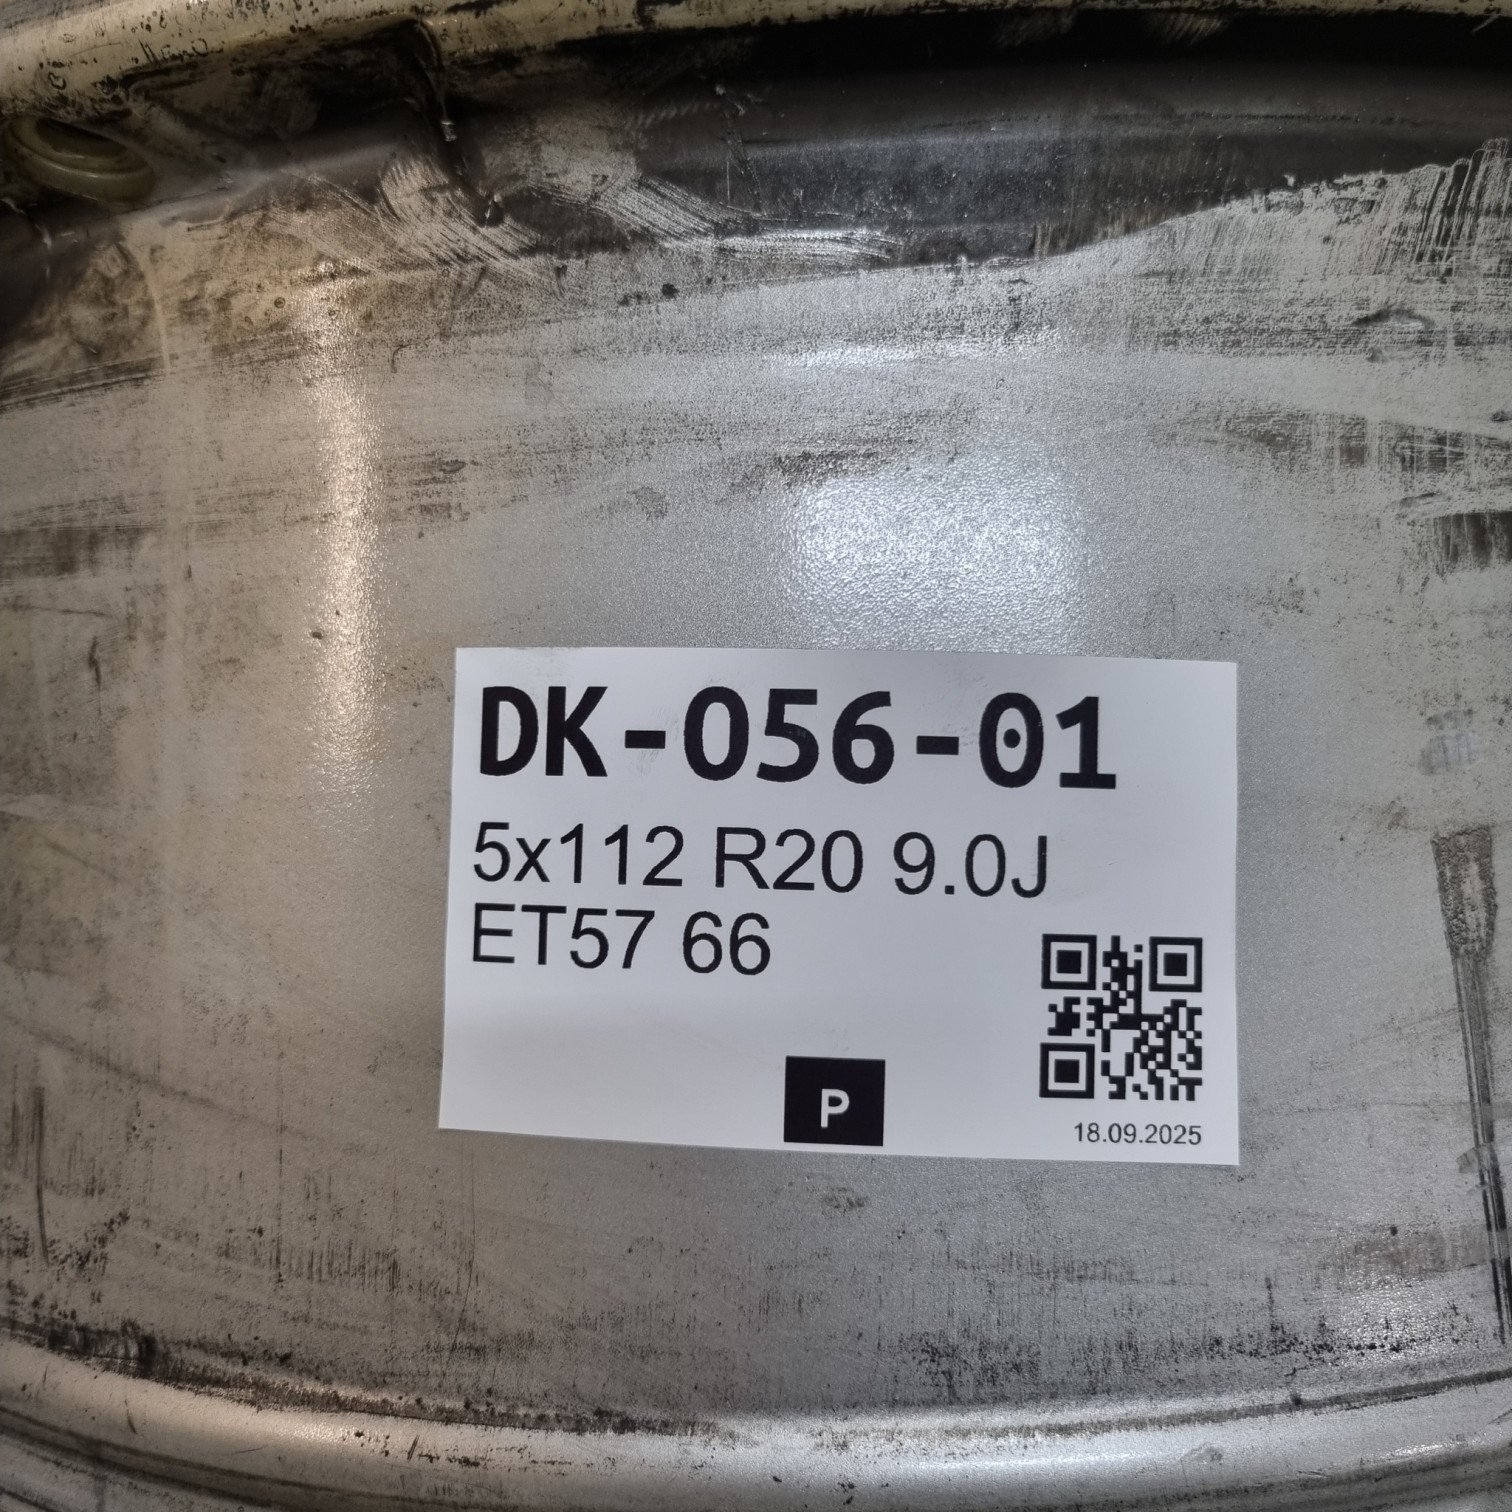 DK-056-01
5x112 R20 9.0J
ET57 66
P
18.09.2025